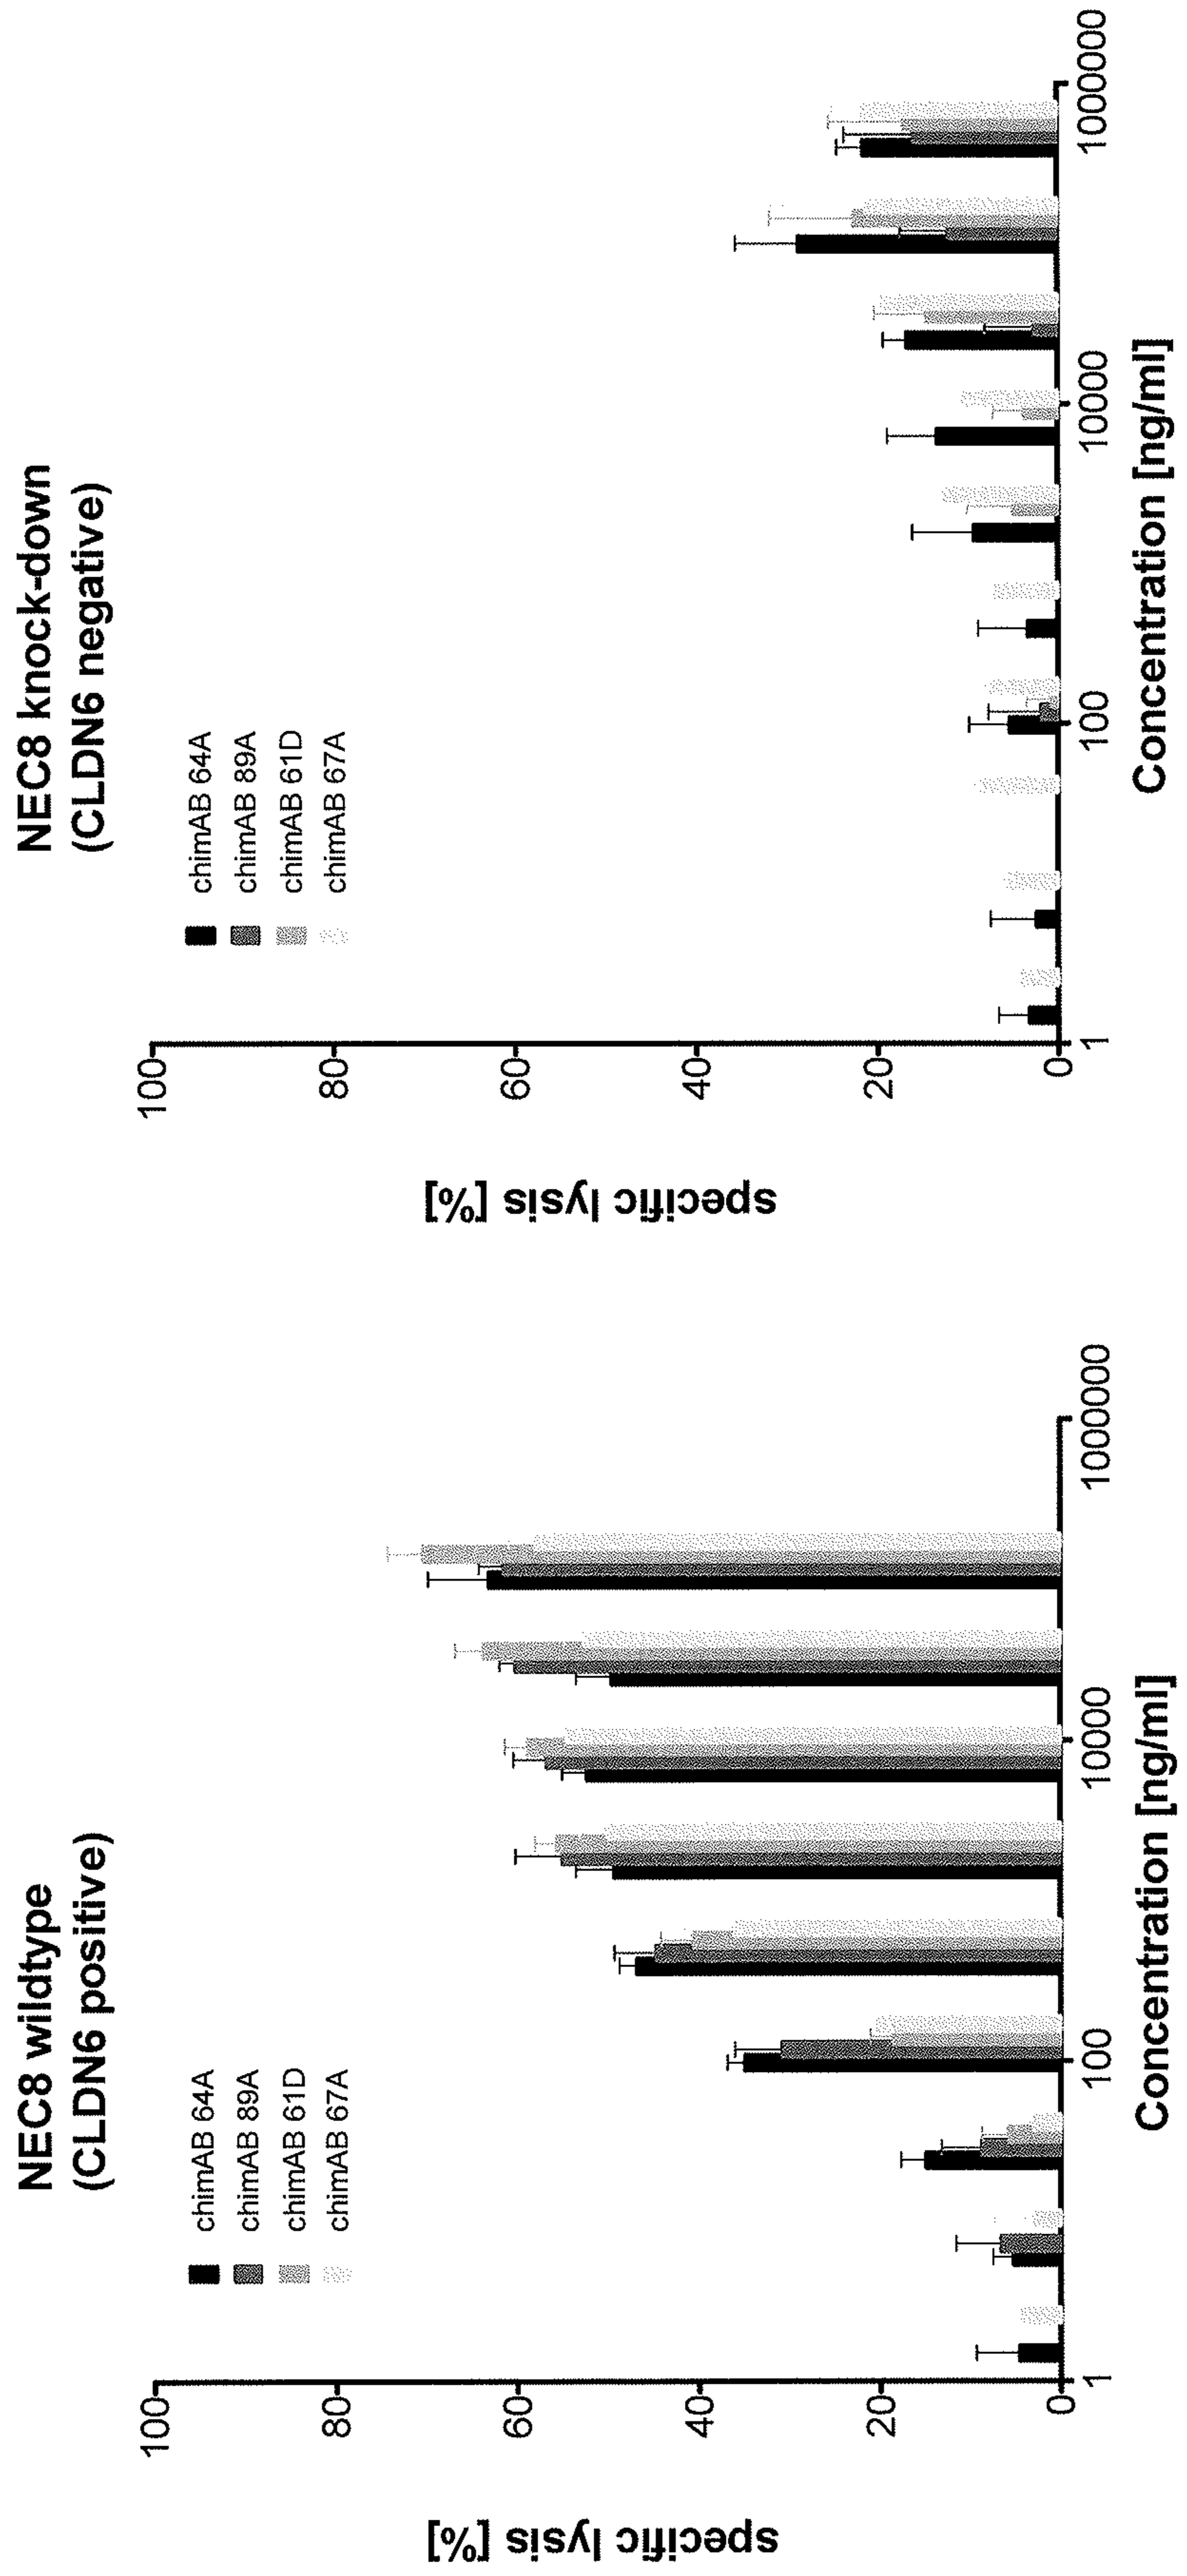 NEC8 wildtype
(CLDN6 positive)
chimAB 64A
chimAB 89A
chimAB 61D
chimAB 67A
specific lysis [%]
100
80
60
40
20
0
1
100
10000
1000000
Concentration [ng/ml]
NEC8 knock-down
(CLDN6 negative)
chimAB 64A
chimAB 89A
chimAB 61D
chimAB 67A
specific lysis [%]
100
80
60
40
20
0
1
100
10000
1000000
Concentration [ng/ml]